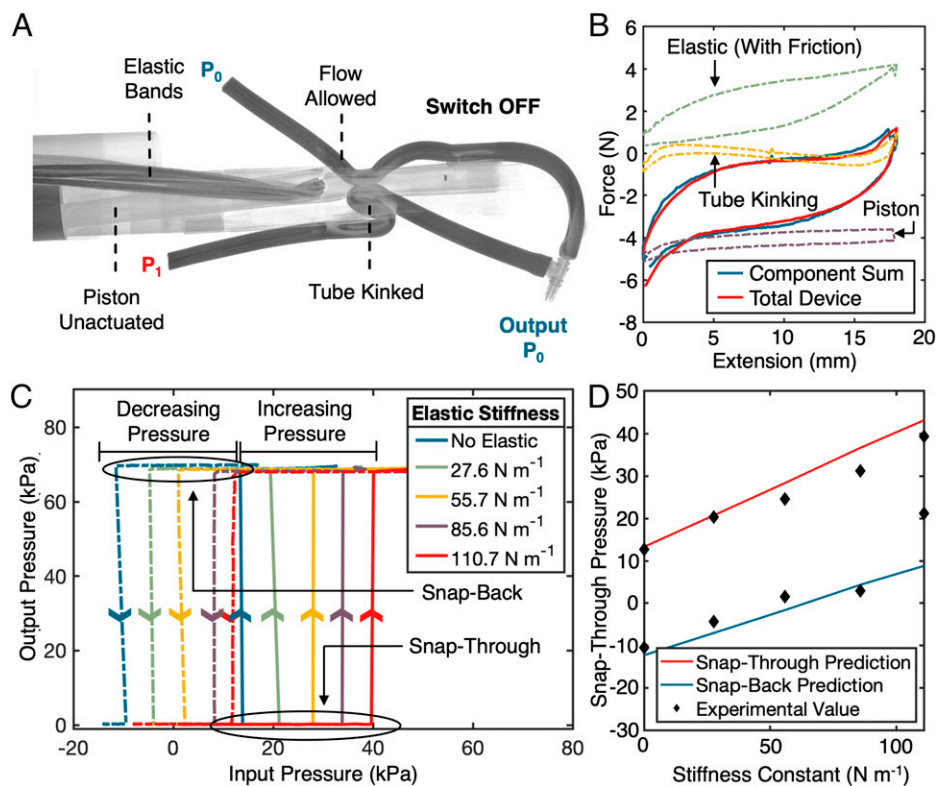 A
P0
Elastic
Bands
Flow
Allowed
Switch OFF
P1
Piston
Unactuated
Tube Kinked
Output
P0
B
Elastic (With Friction)
Tube Kinking
Piston
Component Sum
Total Device
6
4
2
0
-2
-4
-6
-8
Force (N)
0
5
10
15
20
Extension (mm)
C
Decreasing
Pressure
Increasing
Pressure
Elastic Stiffness
No Elastic
27.6 N m-1
55.7 N m-1
85.6 N m-1
110.7 N m-1
Snap-Back
Snap-Through
80
60
40
20
0
Output Pressure (kPa)
-20
0
20
40
60
80
Input Pressure (kPa)
D
50
40
30
20
10
0
-10
-20
-30
Snap-Through Pressure (kPa)
Snap-Through Prediction
Snap-Back Prediction
Experimental Value
0
50
100
Stiffness Constant (N m-1)